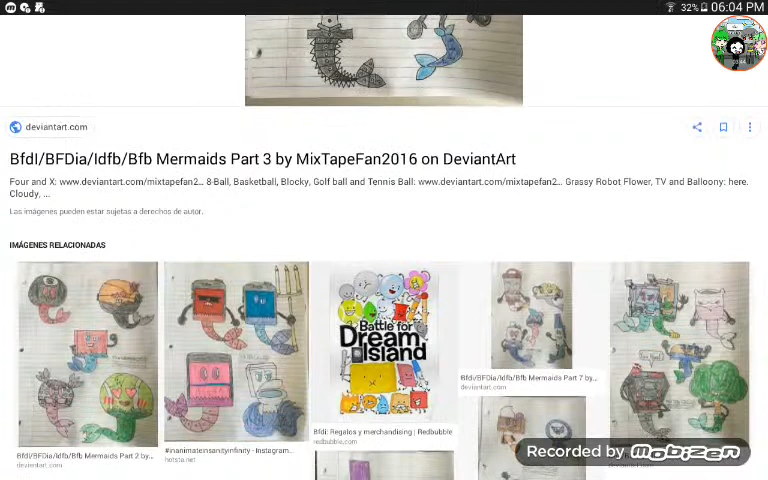 32% 06:04 PM
03:44
deviantart.com
BfdI/BFDia/Idfb/Bfb Mermaids Part 3 by MixTapeFan2016 on DeviantArt
Four and X: www.deviantart.com/mixtapefan2… 8-Ball, Basketball, Blocky, Golf ball and Tennis Ball: www.deviantart.com/mixtapefan2… Grassy Robot Flower, TV and Balloony: here.
Cloudy, ...
Las imágenes pueden estar sujetas a derechos de autor.
IMÁGENES RELACIONADAS
Battle for
Dream
Island
BfdI/BFDia/Idfb/Bfb Mermaids Part 7 by...
deviantart.com
Bfdi: Regalos y merchandising | Redbubble
redbubble.com
#inanimateinsanityinfinity - Instagram...
hotsta.net
BfdI/BFDia/Idfb/Bfb Mermaids Part 2 by...
deviantart.com
Recorded by Mobizen